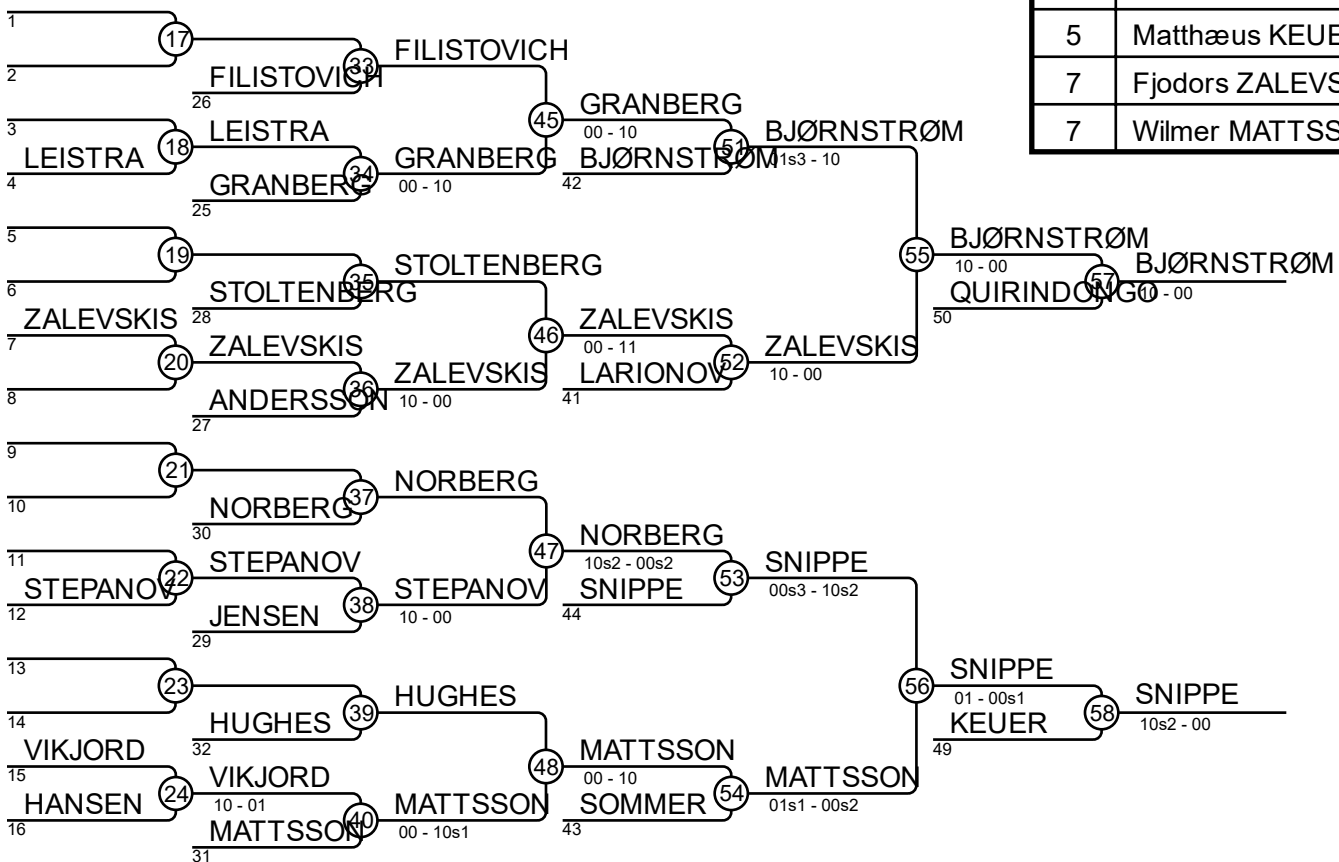 1
17
2
FILISTOVICH
26
33
FILISTOVICH
3
18
LEISTRA
4
LEISTRA
GRANBERG
25
34
GRANBERG
00 - 10
45
GRANBERG
00 - 10
BJØRNSTRØM
42
51
BJØRNSTRØM
01s3 - 10
5
19
6
STOLTENBERG
28
35
STOLTENBERG
ZALEVSKIS
7
20
8
ZALEVSKIS
ANDERSSON
27
36
ZALEVSKIS
10 - 00
46
ZALEVSKIS
00 - 11
LARIONOV
41
52
ZALEVSKIS
10 - 00
55
BJØRNSTRØM
10 - 00
QUIRINDONGO
50
57
BJØRNSTRØM
10 - 00
9
21
10
NORBERG
30
37
NORBERG
11
22
STEPANOV
12
STEPANOV
JENSEN
29
38
STEPANOV
10 - 00
47
NORBERG
10s2 - 00s2
SNIPPE
44
53
SNIPPE
00s3 - 10s2
13
23
14
HUGHES
32
39
HUGHES
VIKJORD
15
24
HANSEN
16
VIKJORD
10 - 01
MATTSSON
31
40
MATTSSON
00 - 10s1
48
MATTSSON
00 - 10
SOMMER
43
54
MATTSSON
01s1 - 00s2
56
SNIPPE
01 - 00s1
KEUER
49
58
SNIPPE
10s2 - 00
5 Matthæus KEUE
7 Fjodors ZALEVS
7 Wilmer MATTSS